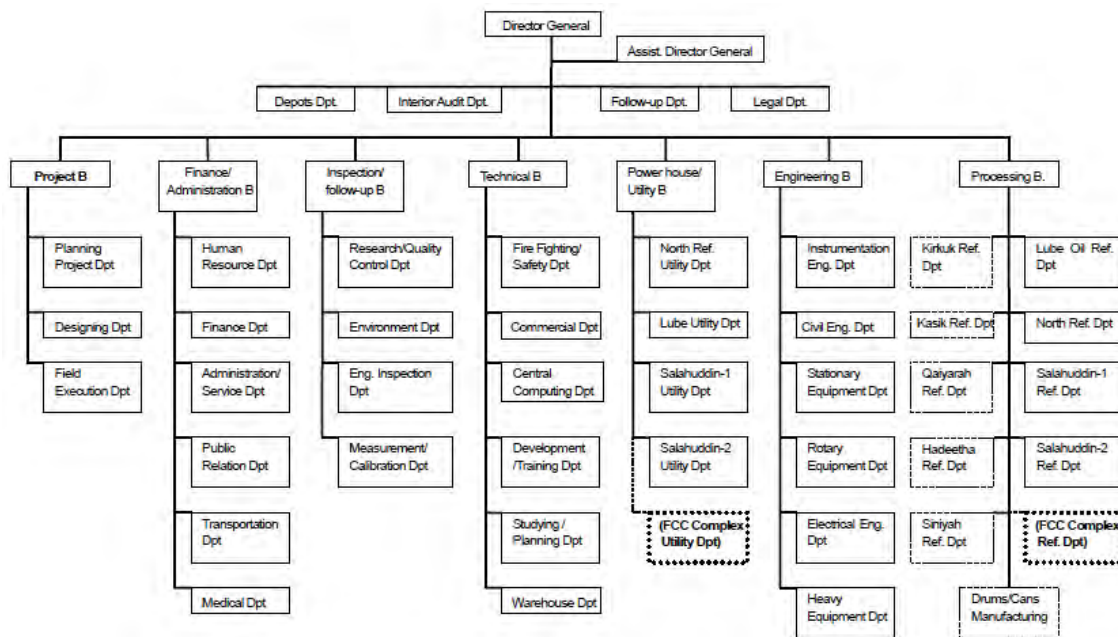 Director General
Assist. Director General
Depots Dpt.
Interior Audit Dpt.
Follow-up Dpt.
Legal Dpt.
Project B
Finance/
Administration B
Inspection/
follow-up B
Technical B
Power house/
Utility B
Engineering B
Processing B.
Planning
Project Dpt
Designing Dpt
Field
Execution Dpt
Human
Resource Dpt
Finance Dpt
Administration/
Service Dpt
Public
Relation Dpt
Transportation
Dpt
Medical Dpt
Research/Quality
Control Dpt
Environment Dpt
Eng. Inspection
Dpt
Measurement/
Calibration Dpt
Fire Fighting/
Safety Dpt
Commercial Dpt
Central
Computing Dpt
Development
/Training Dpt
Studying /
Planning Dpt
Warehouse Dpt
North Ref.
Utility Dpt
Lube Utility Dpt
Salahuddin-1
Utility Dpt
Salahuddin-2
Utility Dpt
(FCC Complex
Utility Dpt)
Instrumentation
Eng. Dpt
Civil Eng. Dpt
Stationary
Equipment Dpt
Rotary
Equipment Dpt
Electrical Eng.
Dpt
Heavy
Equipment Dpt
Kirkuk Ref.
Dpt
Kasik Ref. Dpt
Qaiyarah
Ref. Dpt
Hadeetha
Ref. Dpt
Siniyah
Ref. Dpt
Drums/Cans
Manufacturing
Lube Oil Ref.
Dpt
North Ref. Dpt
Salahuddin-1
Ref. Dpt
Salahuddin-2
Ref. Dpt
(FCC Complex
Ref. Dpt)